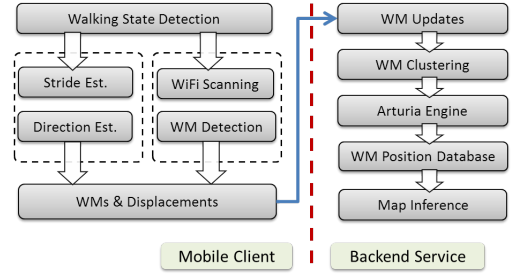 Walking State Detection
Stride Est.
Direction Est.
WiFi Scanning
WM Detection
WMs & Displacements
Mobile Client
WM Updates
WM Clustering
Arturia Engine
WM Position Database
Map Inference
Backend Service